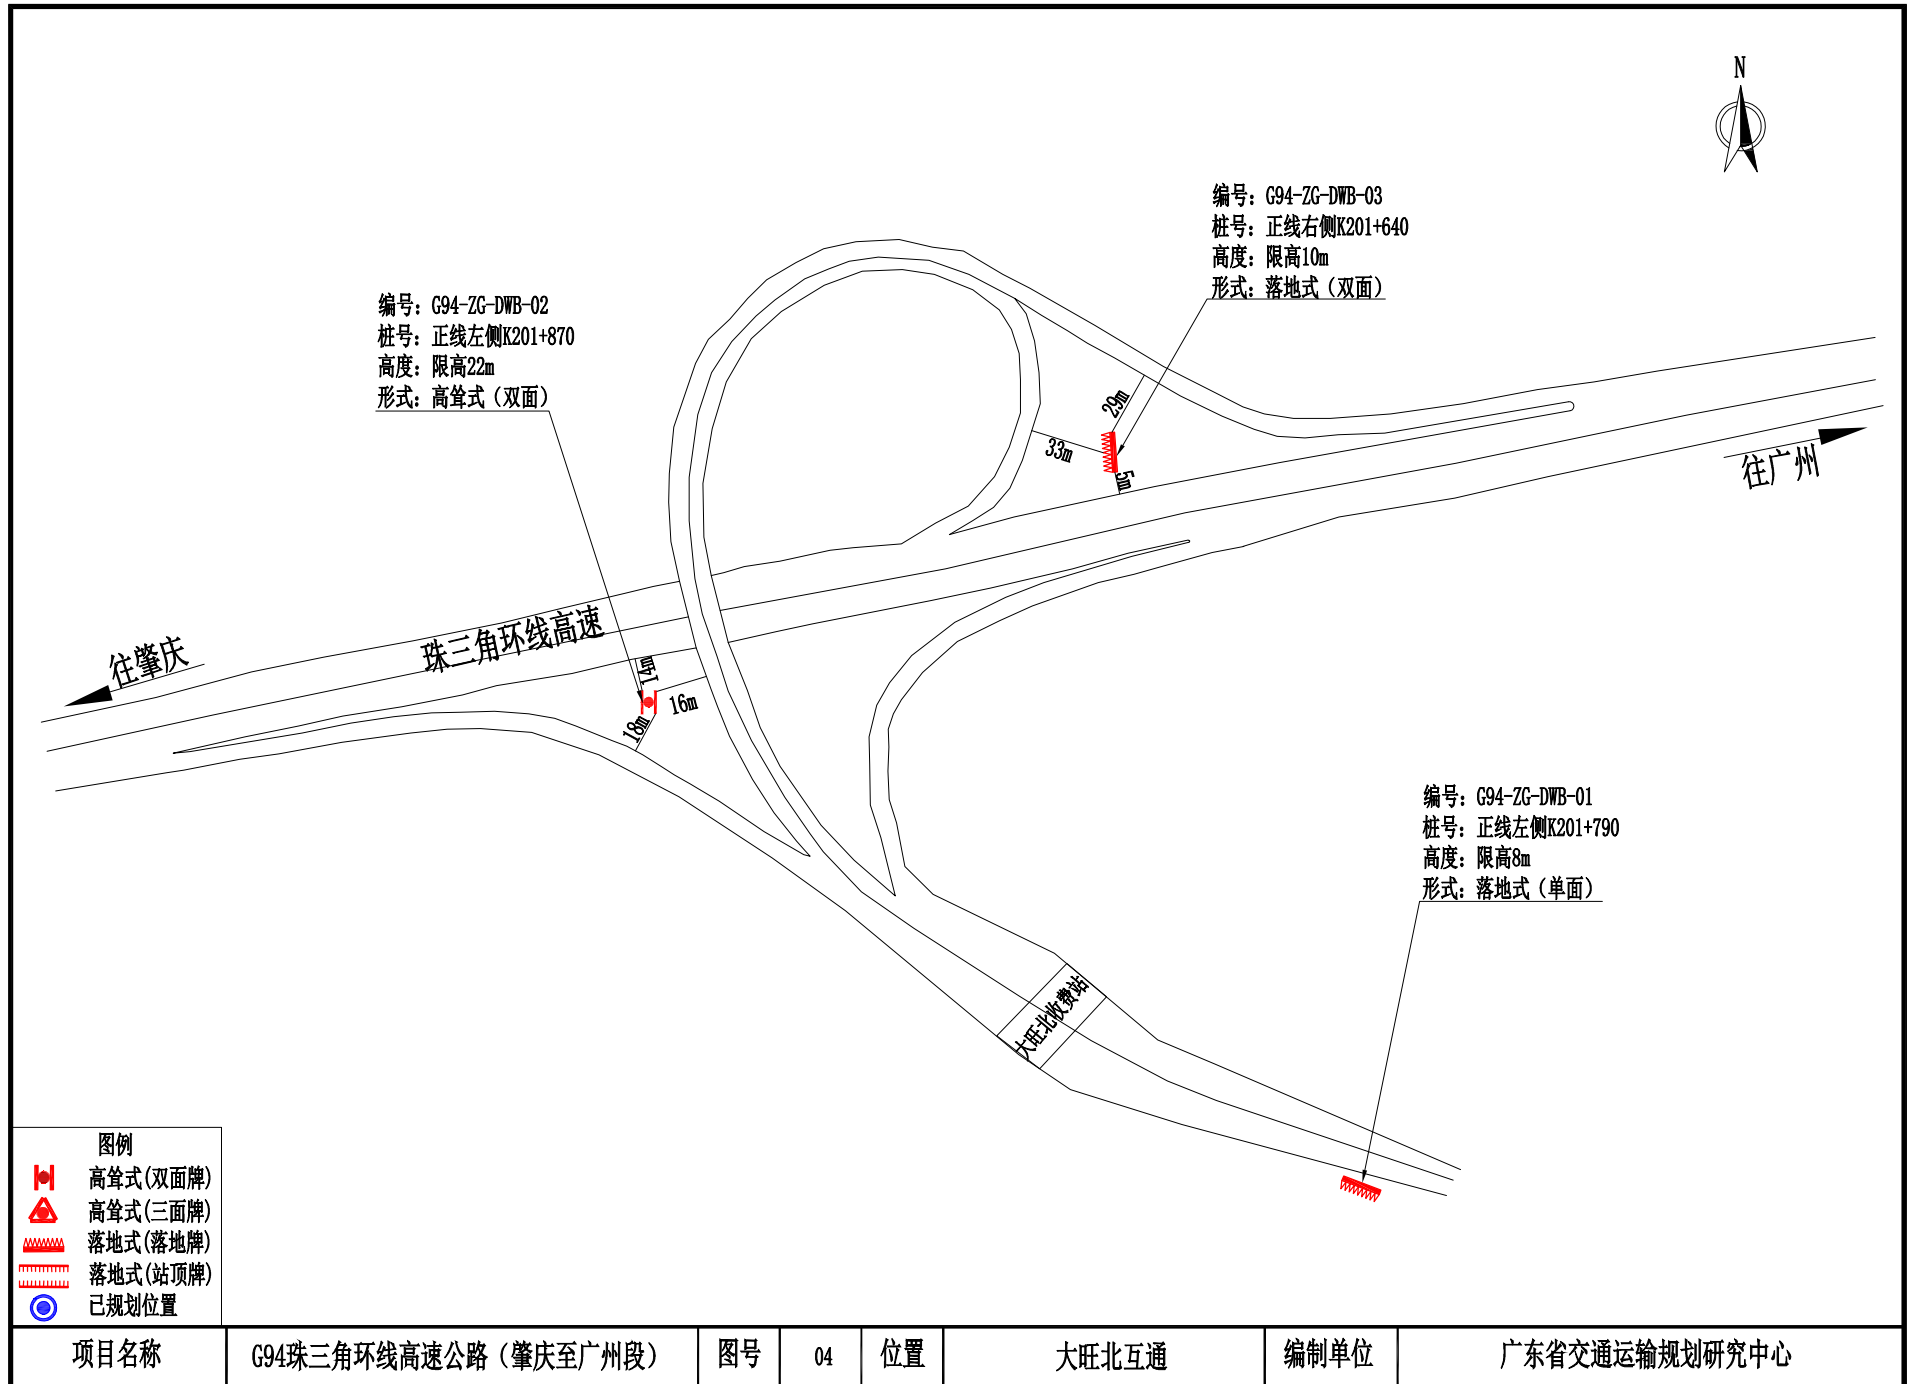 N
编号：G94-ZG-DWB-03
桩号：正线右侧K201+640
高度：限高10m
形式：落地式（双面）
编号：G94-ZG-DWB-02
桩号：正线左侧K201+870
高度：限高22m
形式：高耸式（双面）
29m
33m
5m
往广州
珠三角环线高速
往肇庆
14m
16m
18m
编号：G94-ZG-DWB-01
桩号：正线左侧K201+790
高度：限高8m
形式：落地式（单面）
大旺北收费站
图例
高耸式(双面牌)
高耸式(三面牌)
落地式(落地牌)
落地式(站顶牌)
已规划位置
项目名称 G94珠三角环线高速公路（肇庆至广州段） 图号 04 位置 大旺北互通 编制单位 广东省交通运输规划研究中心